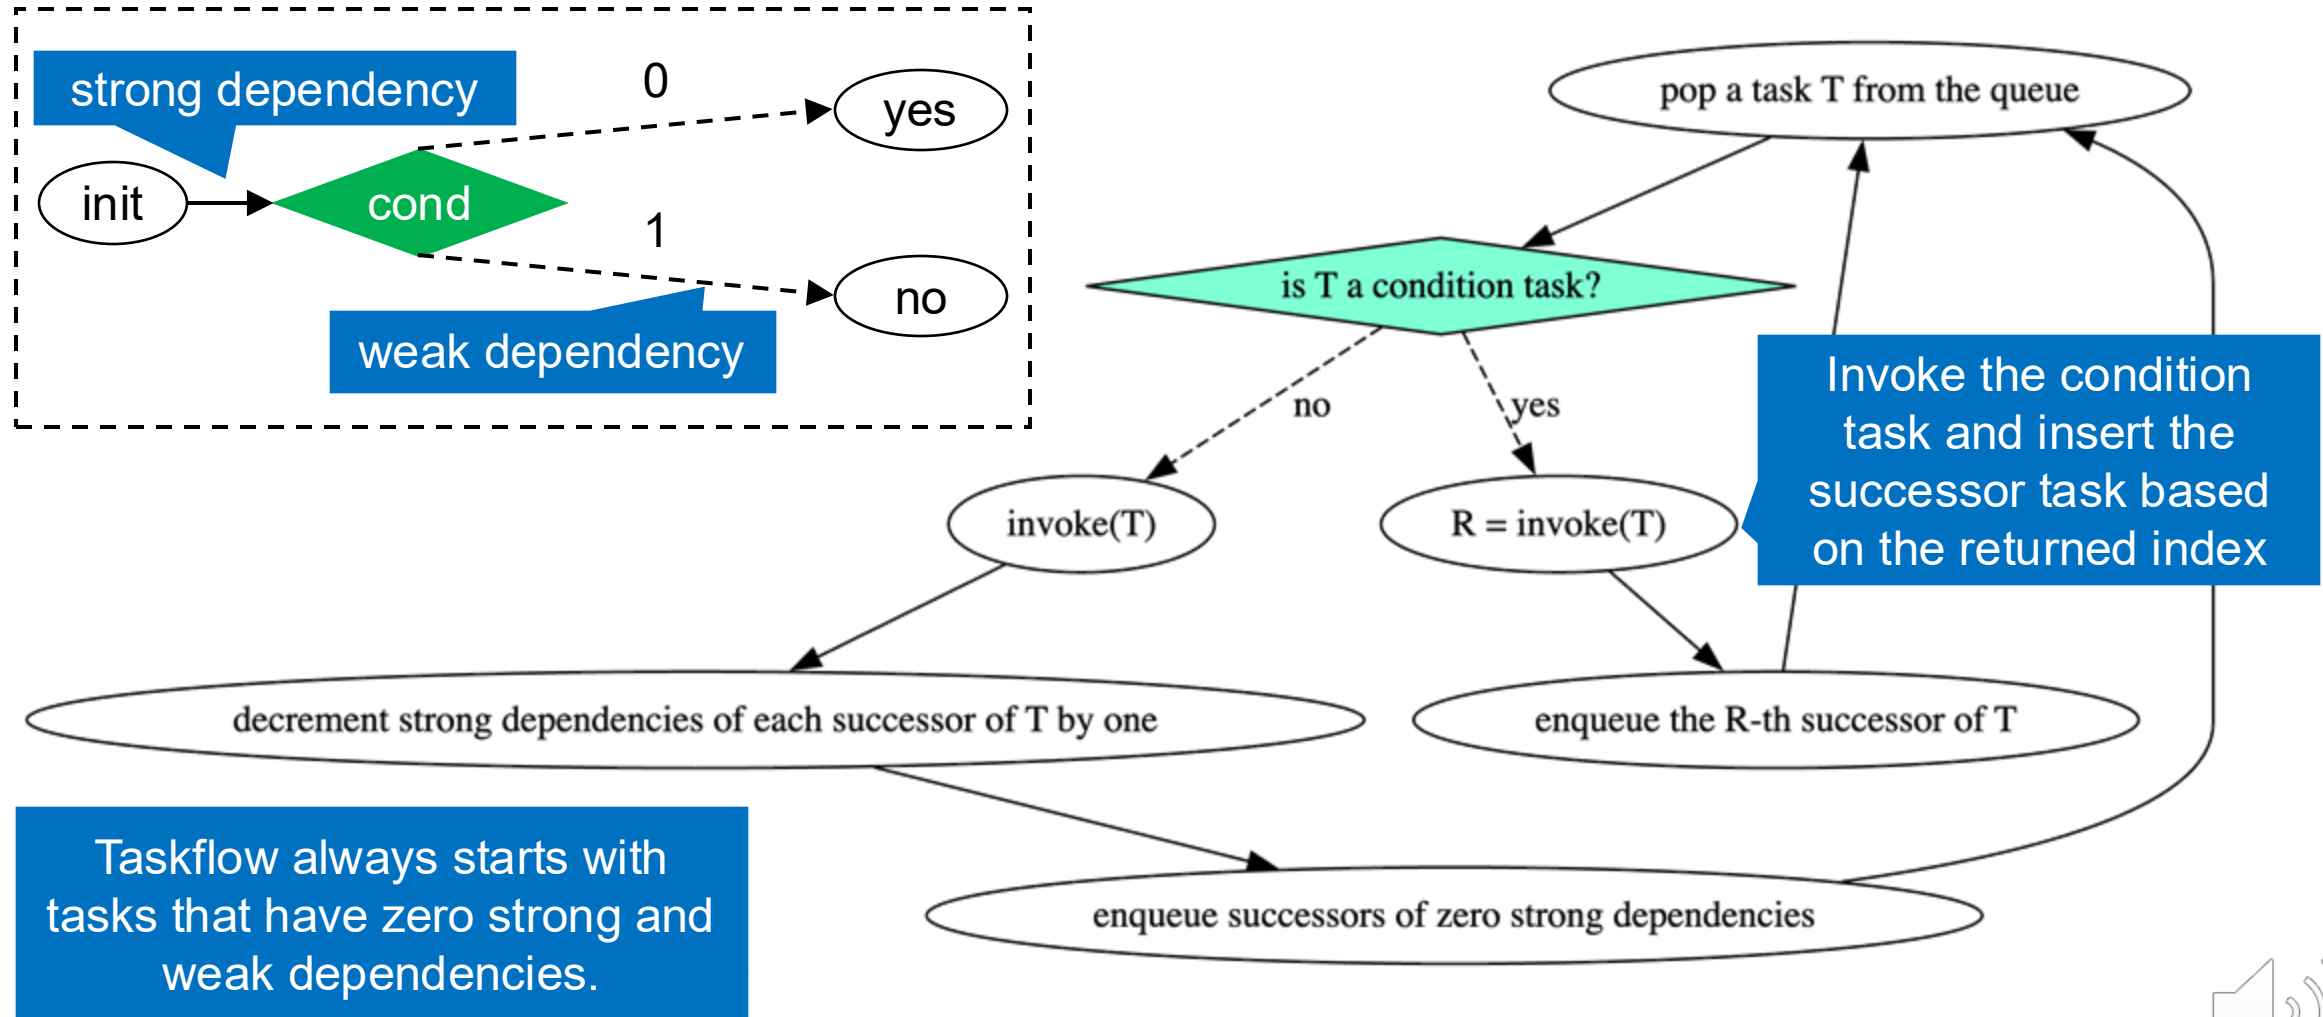 strong dependency
init
cond
0
yes
1
no
weak dependency
pop a task T from the queue
is T a condition task?
no
yes
invoke(T)
R = invoke(T)
Invoke the condition
task and insert the
successor task based
on the returned index
decrement strong dependencies of each successor of T by one
enqueue the R-th successor of T
Taskflow always starts with
tasks that have zero strong and
weak dependencies.
enqueue successors of zero strong dependencies